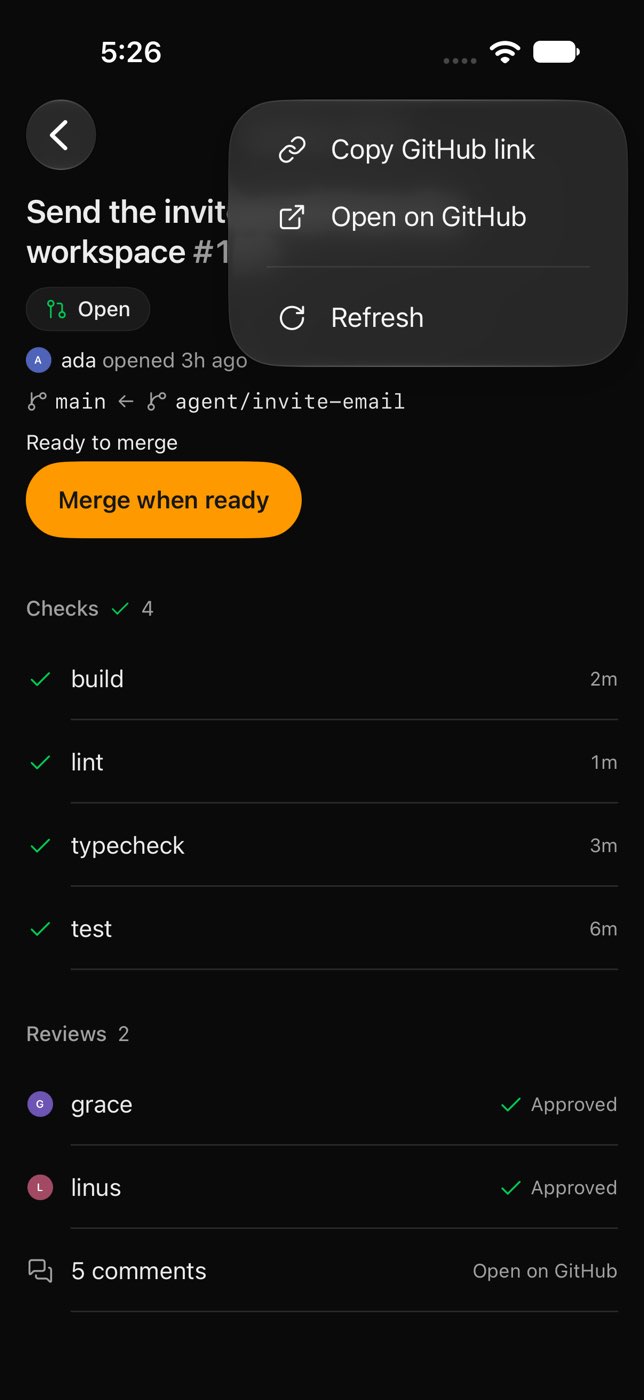 5:26
Copy GitHub link
Open on GitHub
Refresh
Send the
workspace #1
Open
A ada opened 3h ago
main ← agent/invite-email
Ready to merge
Merge when ready
Checks 4
build 2m
lint 1m
typecheck 3m
test 6m
Reviews 2
G grace Approved
L linus Approved
5 comments Open on GitHub